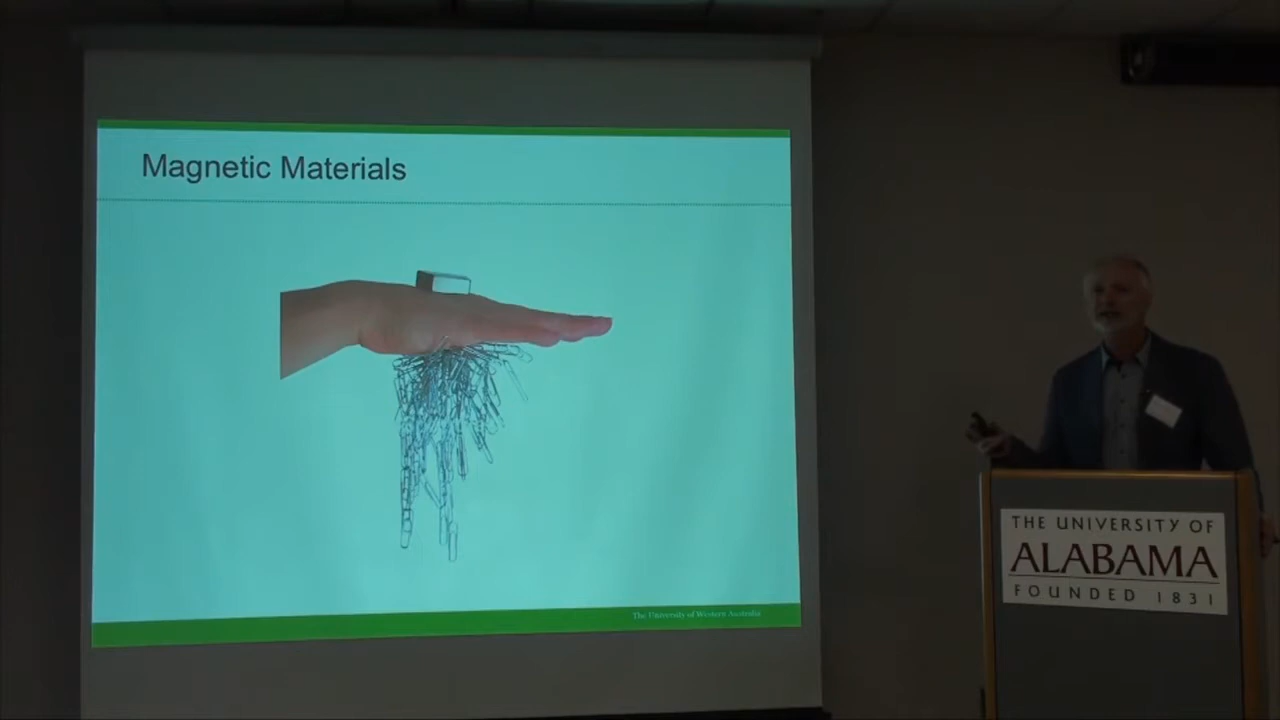 Magnetic Materials
The University of Western Australia
THE UNIVERSITY OF
ALABAMA
FOUNDED 1831